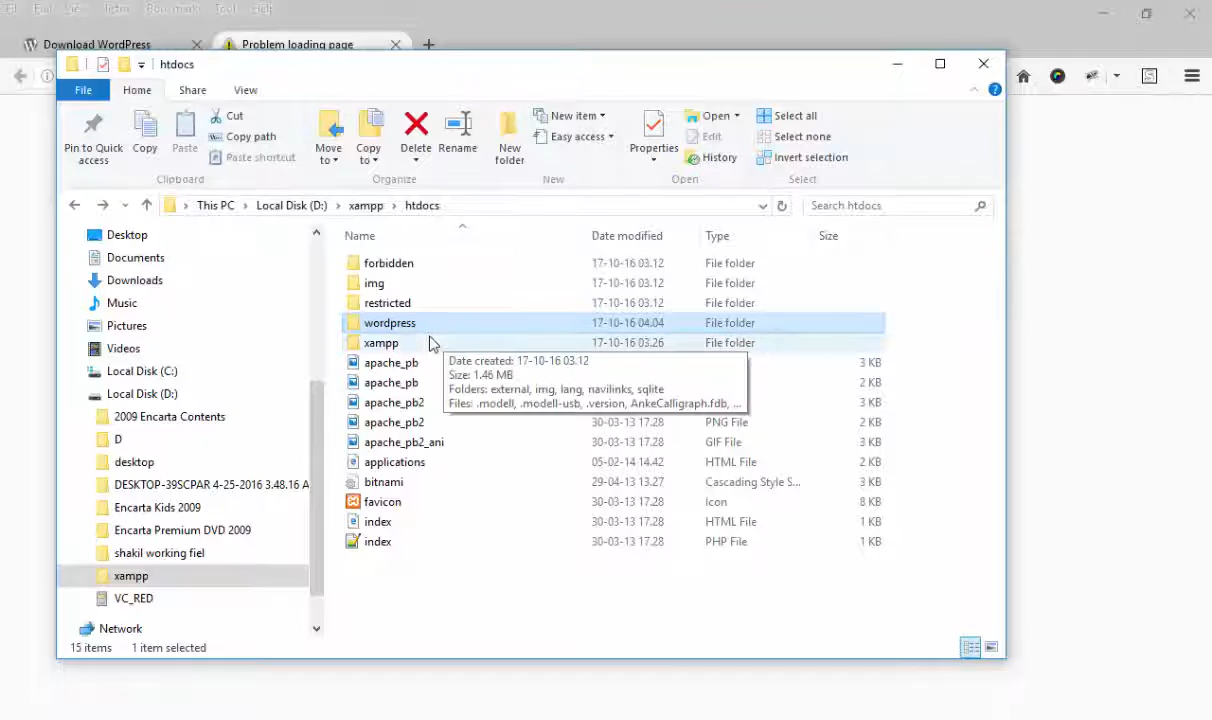 Download WordPress
Problem loading page
htdocs
File Home Share View
Pin to Quick access
Copy
Paste
Cut
Copy path
Paste shortcut
Clipboard
Move to
Copy to
Delete
Rename
Organize
New folder
New item
Easy access
New
Properties
Open
Edit
History
Open
Select all
Select none
Invert selection
Select
This PC > Local Disk (D:) > xampp > htdocs
Search htdocs
Desktop
Documents
Downloads
Music
Pictures
Videos
Local Disk (C:)
Local Disk (D:)
2009 Encarta Contents
D
desktop
DESKTOP-39SCPAR 4-25-2016 3.48.16 A
Encarta Kids 2009
Encarta Premium DVD 2009
shakil working fiel
xampp
VC_RED
Network
Name Date modified Type Size
forbidden 17-10-16 03.12 File folder
img 17-10-16 03.12 File folder
restricted 17-10-16 03.12 File folder
wordpress 17-10-16 04.04 File folder
xampp 17-10-16 03.26 File folder
apache_pb 3 KB
apache_pb 2 KB
apache_pb2 3 KB
apache_pb2 30-03-13 17.28 PNG File 2 KB
apache_pb2_ani 30-03-13 17.28 GIF File 3 KB
applications 05-02-14 14.42 HTML File 2 KB
bitnami 29-04-13 13.27 Cascading Style S... 3 KB
favicon 30-03-13 17.28 Icon 8 KB
index 30-03-13 17.28 HTML File 1 KB
index 30-03-13 17.28 PHP File 1 KB
Date created: 17-10-16 03.12
Size: 1.46 MB
Folders: external, img, lang, navilinks, sqlite
Files: .modell, .modell-usb, .version, AnkeCalligraph.fdb, ...
15 items 1 item selected